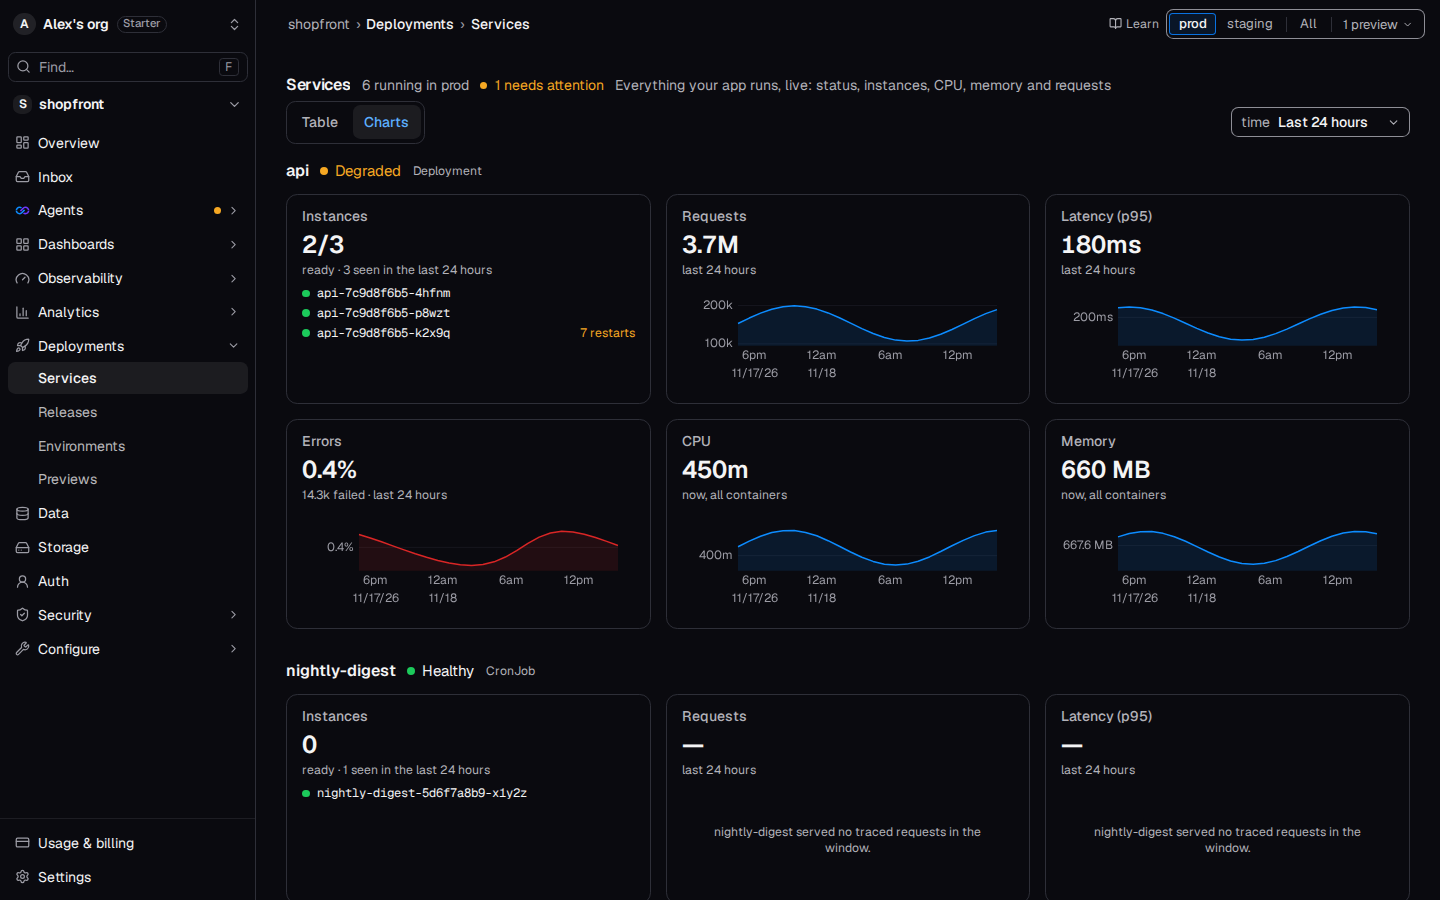 A Alex's org Starter
Find... F
S shopfront
Overview
Inbox
Agents
Dashboards
Observability
Analytics
Deployments
Services
Releases
Environments
Previews
Data
Storage
Auth
Security
Configure
Usage & billing
Settings
shopfront › Deployments › Services
Learn prod staging All 1 preview
Services 6 running in prod 1 needs attention Everything your app runs, live: status, instances, CPU, memory and requests
Table Charts
time Last 24 hours
api Degraded Deployment
Instances
2/3
ready · 3 seen in the last 24 hours
api-7c9d8f6b5-4hfnm
api-7c9d8f6b5-p8wzt
api-7c9d8f6b5-k2x9q 7 restarts
Requests
3.7M
last 24 hours
200k
100k
6pm 12am 6am 12pm
11/17/26 11/18
Latency (p95)
180ms
last 24 hours
200ms
6pm 12am 6am 12pm
11/17/26 11/18
Errors
0.4%
14.3k failed · last 24 hours
0.4%
6pm 12am 6am 12pm
11/17/26 11/18
CPU
450m
now, all containers
400m
6pm 12am 6am 12pm
11/17/26 11/18
Memory
660 MB
now, all containers
667.6 MB
6pm 12am 6am 12pm
11/17/26 11/18
nightly-digest Healthy CronJob
Instances
0
ready · 1 seen in the last 24 hours
nightly-digest-5d6f7a8b9-x1y2z
Requests
—
last 24 hours
nightly-digest served no traced requests in the
window.
Latency (p95)
—
last 24 hours
nightly-digest served no traced requests in the
window.